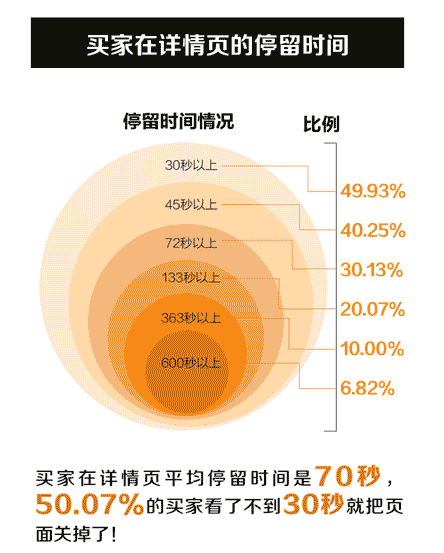 买家在详情页的停留时间
停留时间情况 比例
30秒以上 49.93%
45秒以上 40.25%
72秒以上 30.13%
133秒以上 20.07%
363秒以上 10.00%
600秒以上 6.82%
买家在详情页平均停留时间是70秒，
50.07%的买家看了不到30秒就把页
面关掉了!